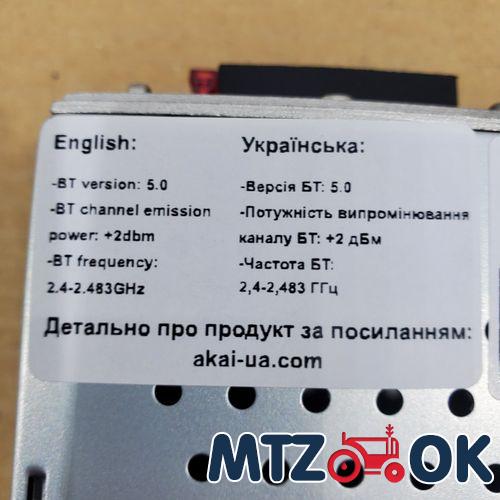 English:
-BT version: 5.0
-BT channel emission
power: +2dbm
-BT frequency:
2.4-2.483GHz
Українська:
-Версія БТ: 5.0
-Потужність випромінювання
каналу БТ: +2 дБм
-Частота БТ:
2,4-2,483 ГГц
Детально про продукт за посиланням:
akai-ua.com
MTZ OK